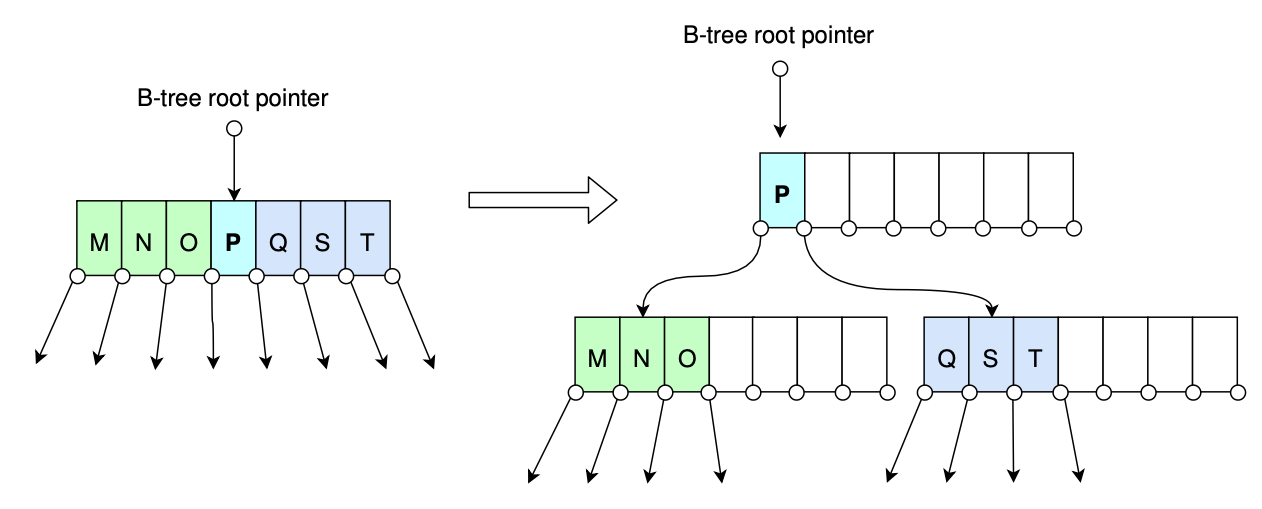 B-tree root pointer
M N O P Q S T
B-tree root pointer
P
M N O
Q S T